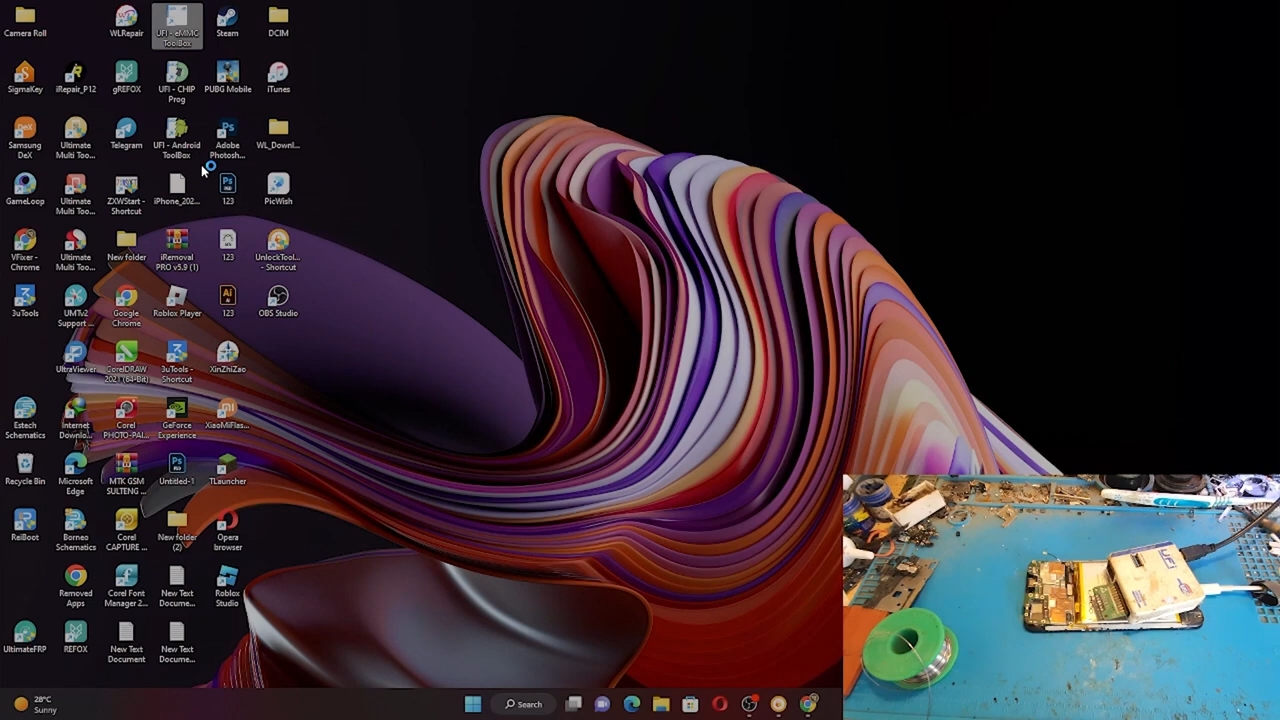 Camera Roll
WLRepair
UFI - eMMC
ToolBox
Steam
DCIM
SigmaKey
iRepair_P12
gREFOX
UFI - CHIP
Prog
PUBG Mobile
iTunes
Samsung
DeX
Ultimate
Multi Too...
Telegram
UFI - Android
ToolBox
Adobe
Photosh...
WL_Downl...
GameLoop
Ultimate
Multi Too...
ZXWStart -
Shortcut
iPhone_202...
123
PicWish
VFixer -
Chrome
Ultimate
Multi Too...
New folder
iRemoval
PRO v5.9 (1)
123
UnlockTool...
- Shortcut
3uTools
UMTv2
Support ...
Google
Chrome
Roblox Player
123
OBS Studio
UltraViewer
CorelDRAW
2021 (64-Bit)
3uTools -
Shortcut
XinZhiZao
Estech
Schematics
Internet
Downlo...
Corel
PHOTO-PAI...
GeForce
Experience
XiaoMiFlas...
Recycle Bin
Microsoft
Edge
MTK GSM
SULTENG ...
Untitled-1
TLauncher
ReiBoot
Borneo
Schematics
Corel
CAPTURE ...
New folder
(2)
Opera
browser
Removed
Apps
Corel Font
Manager 2...
New Text
Docume...
Roblox
Studio
UltimateFRP
REFOX
New Text
Document
New Text
Docume...
28°C
Sunny
Search
UFI